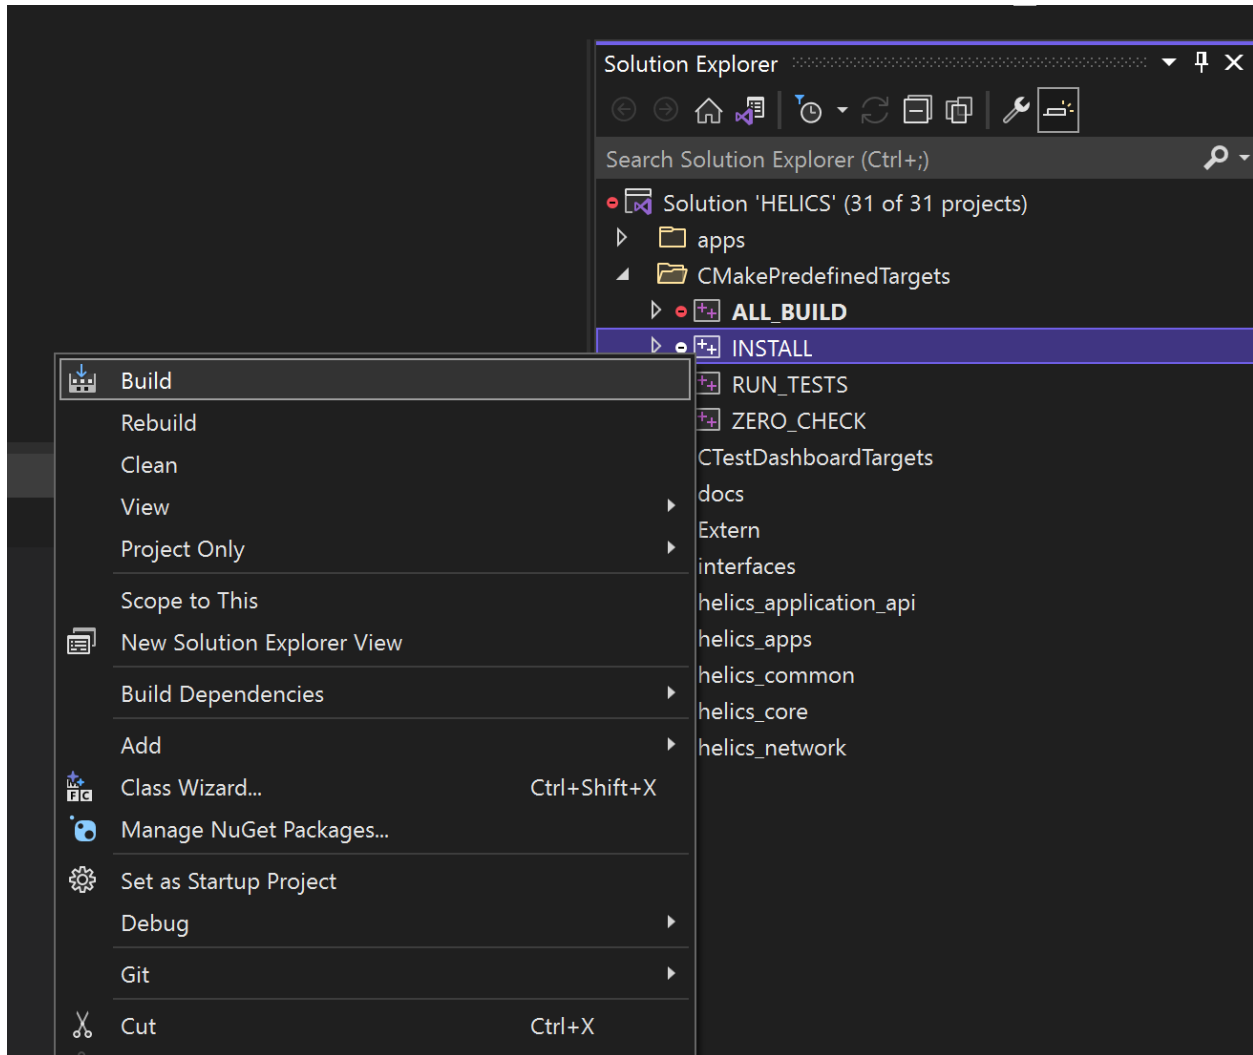 Solution Explorer
Search Solution Explorer (Ctrl+;)
Solution 'HELICS' (31 of 31 projects)
apps
CMakePredefinedTargets
ALL_BUILD
INSTALL
RUN_TESTS
ZERO_CHECK
CTestDashboardTargets
docs
Extern
interfaces
helics_application_api
helics_apps
helics_common
helics_core
helics_network
Build
Rebuild
Clean
View
Project Only
Scope to This
New Solution Explorer View
Build Dependencies
Add
Class Wizard... Ctrl+Shift+X
Manage NuGet Packages...
Set as Startup Project
Debug
Git
Cut Ctrl+X